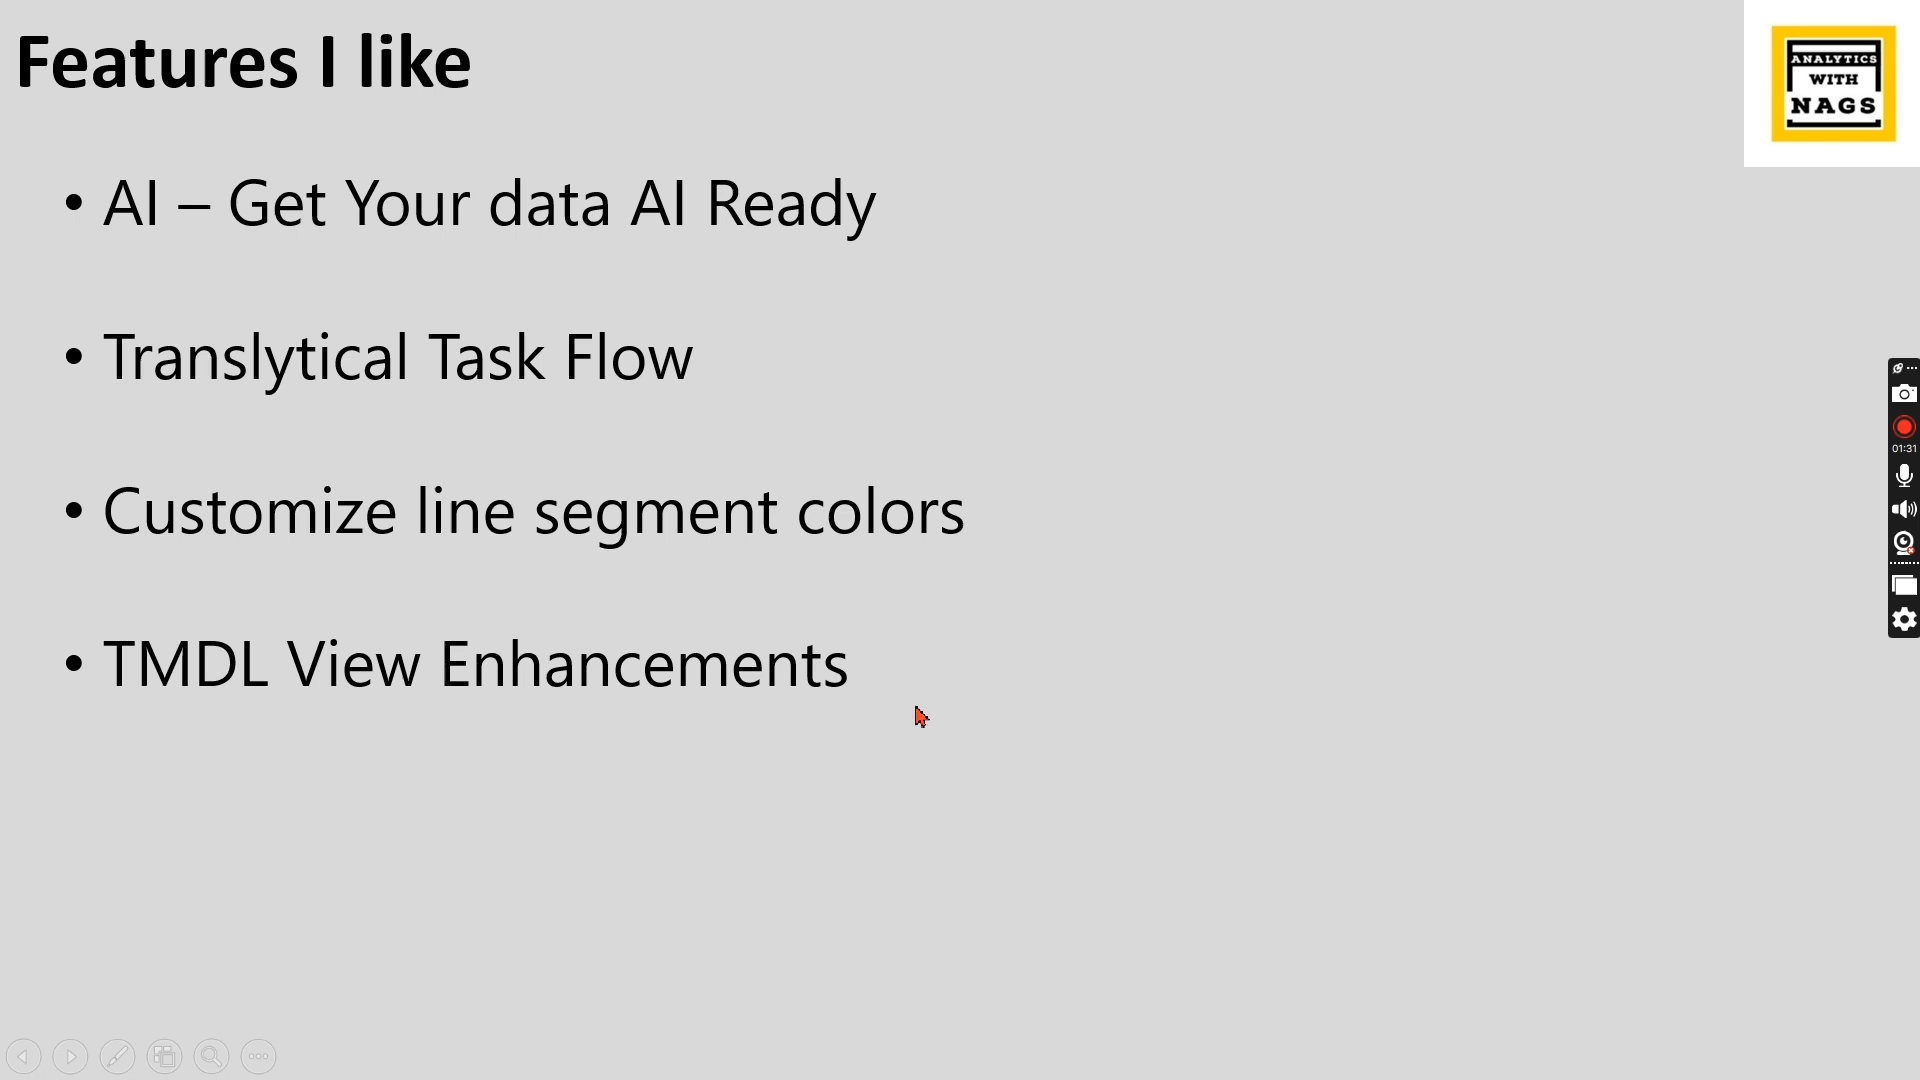 Features I like
ANALYTICS
WITH
NAGS
• AI – Get Your data AI Ready
• Translytical Task Flow
• Customize line segment colors
• TMDL View Enhancements
01:31